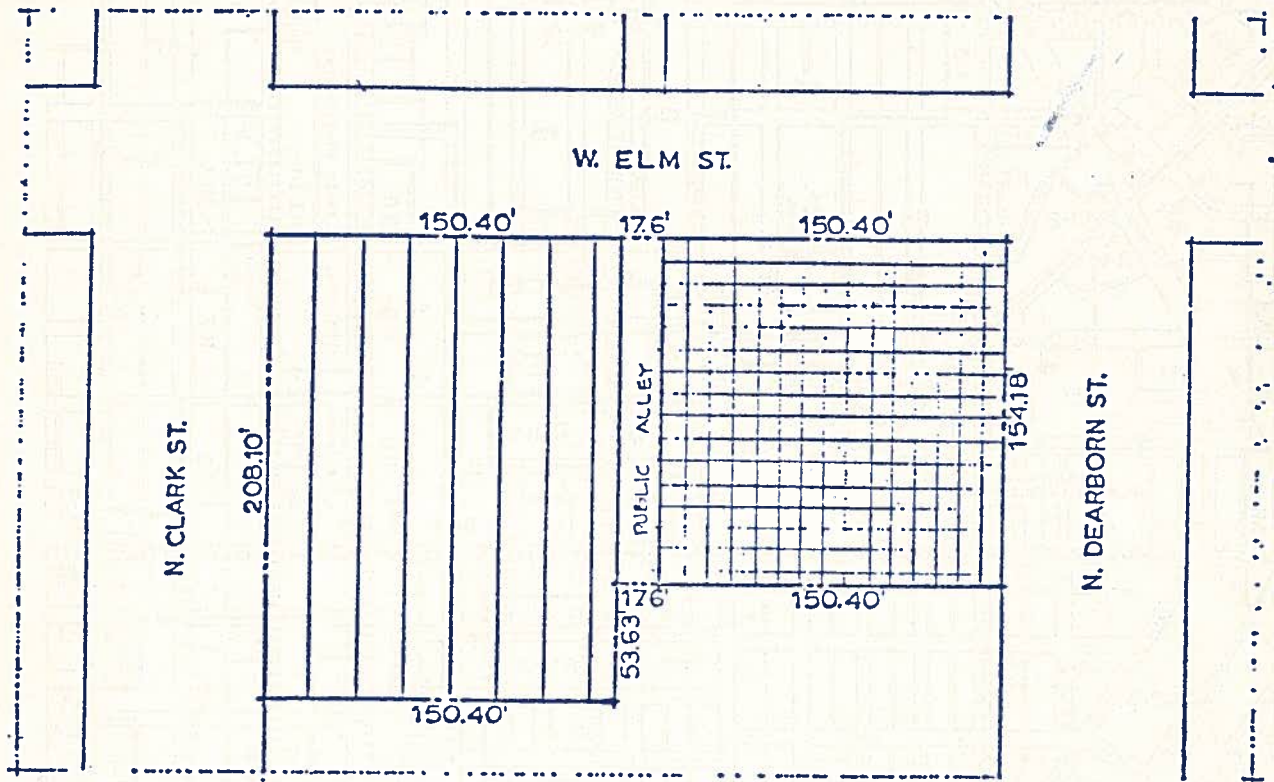 W. ELM ST.
150.40'
17.6'
150.40'
N. CLARK ST.
208.10'
PUBLIC ALLEY
154.18'
N. DEARBORN ST.
17.6'
150.40'
53.63'
150.40'